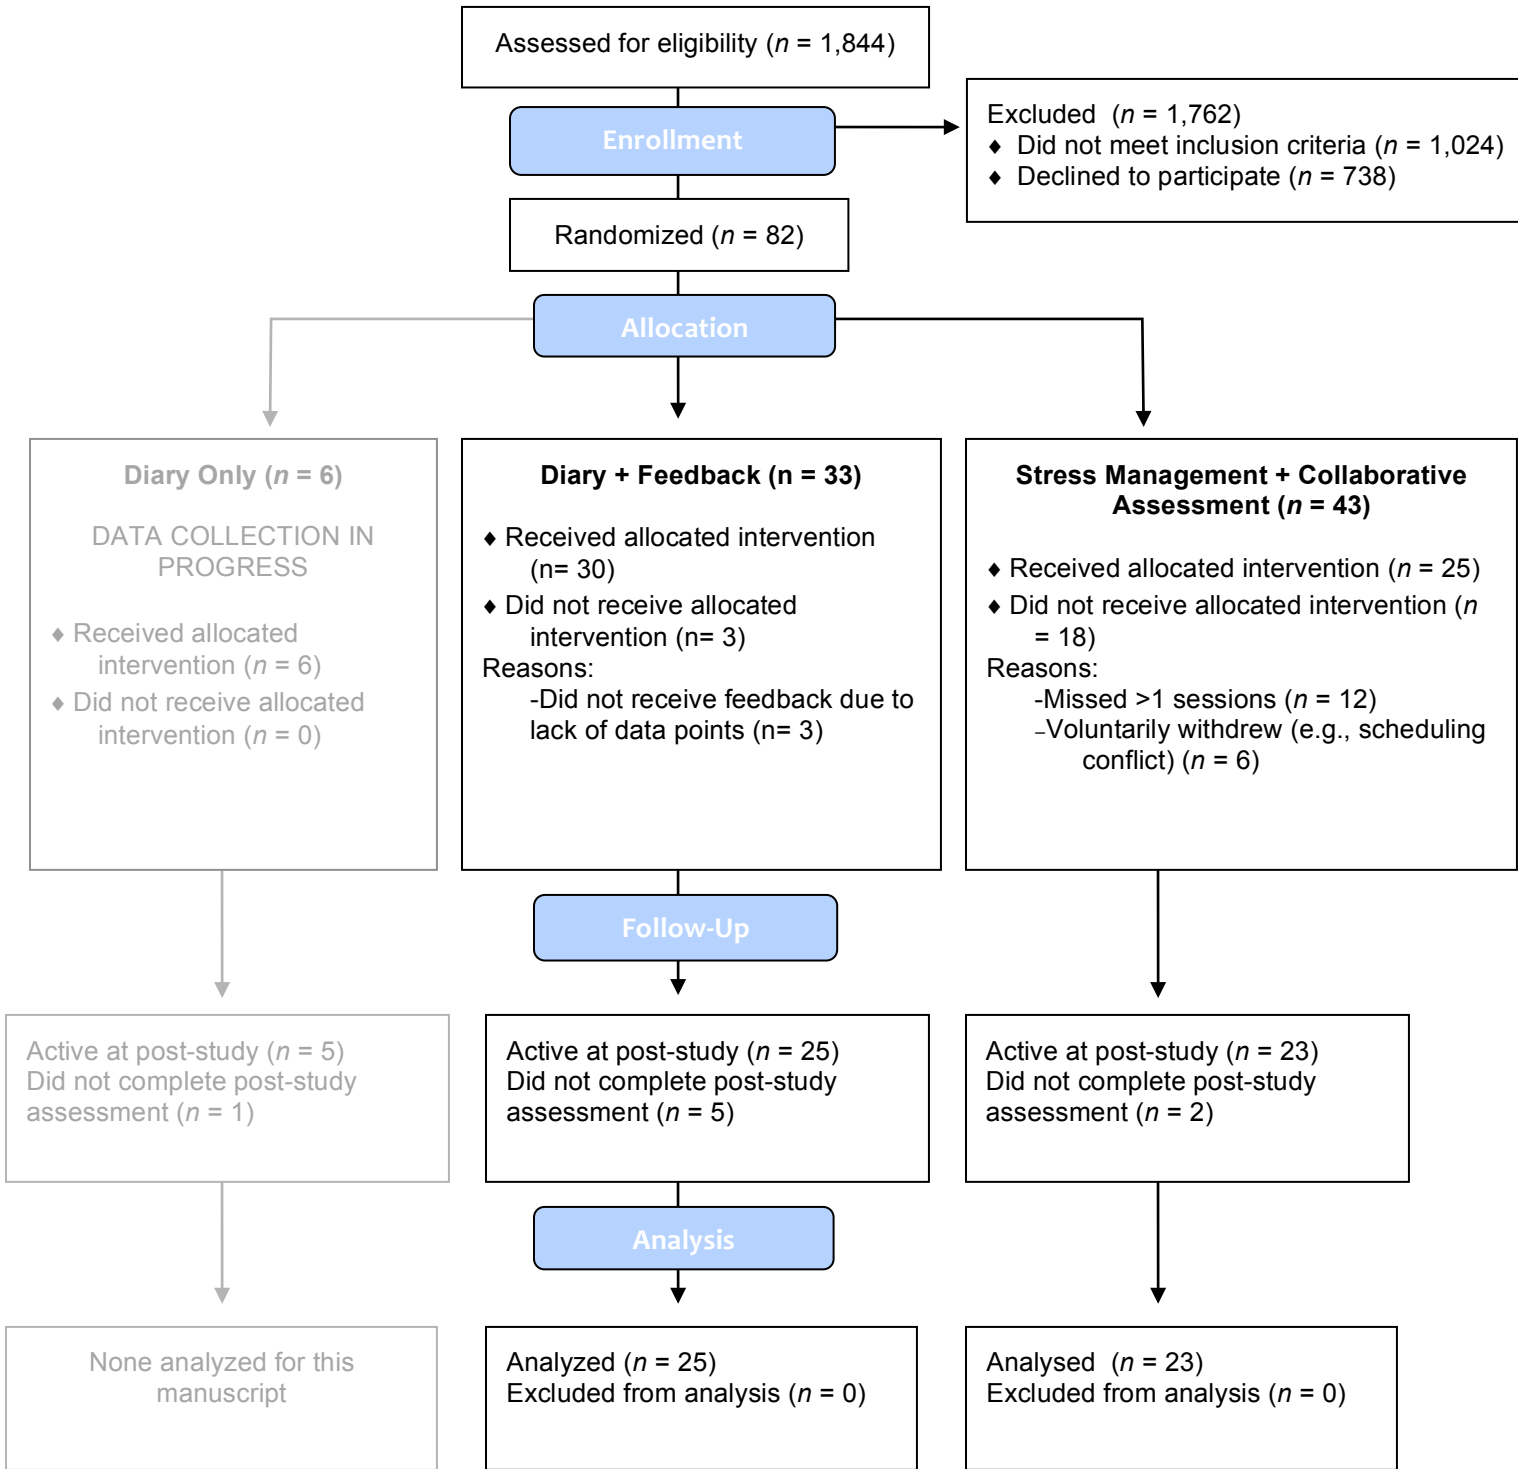 Assessed for eligibility (n = 1,844)
Enrollment
Excluded (n = 1,762)
♦ Did not meet inclusion criteria (n = 1,024)
♦ Declined to participate (n = 738)
Randomized (n = 82)
Allocation
Diary Only (n = 6)
DATA COLLECTION IN
PROGRESS
♦ Received allocated
intervention (n = 6)
♦ Did not receive allocated
intervention (n = 0)
Diary + Feedback (n = 33)
♦ Received allocated intervention
(n= 30)
♦ Did not receive allocated
intervention (n= 3)
Reasons:
-Did not receive feedback due to
lack of data points (n= 3)
Stress Management + Collaborative
Assessment (n = 43)
♦ Received allocated intervention (n = 25)
♦ Did not receive allocated intervention (n
= 18)
Reasons:
-Missed >1 sessions (n = 12)
-Voluntarily withdrew (e.g., scheduling
conflict) (n = 6)
Follow-Up
Active at post-study (n = 5)
Did not complete post-study
assessment (n = 1)
Active at post-study (n = 25)
Did not complete post-study
assessment (n = 5)
Active at post-study (n = 23)
Did not complete post-study
assessment (n = 2)
Analysis
None analyzed for this
manuscript
Analyzed (n = 25)
Excluded from analysis (n = 0)
Analysed (n = 23)
Excluded from analysis (n = 0)